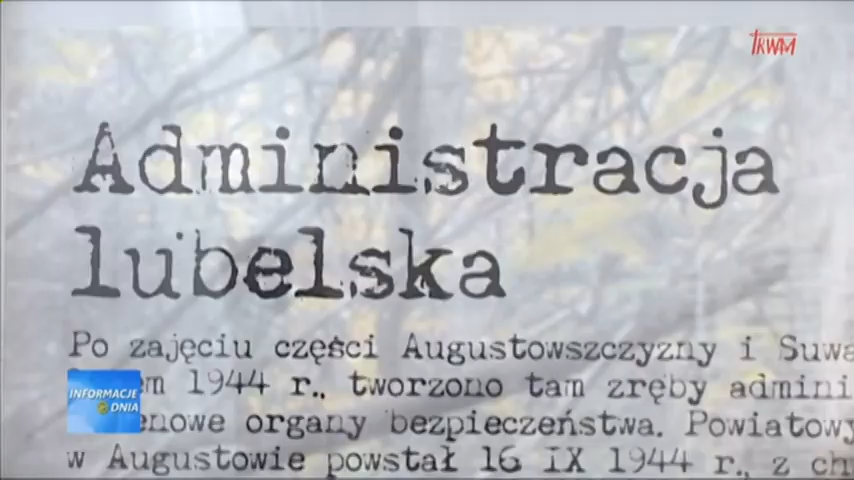 TRWAM
Administracja
lubelska
Po zajęciu części Augustowszczyzny i
1944 r., tworzono tam zręby
organy bezpieczeństwa.
w Augustowie powstał 16 IX 1944 r., z
INFORMACJE
DNIA